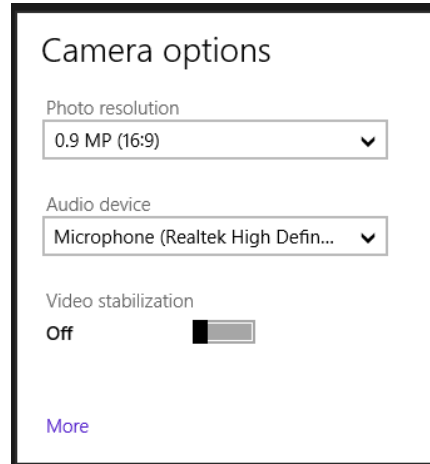 Camera options
Photo resolution
0.9 MP (16:9)
Audio device
Microphone (Realtek High Defin...
Video stabilization
Off
More